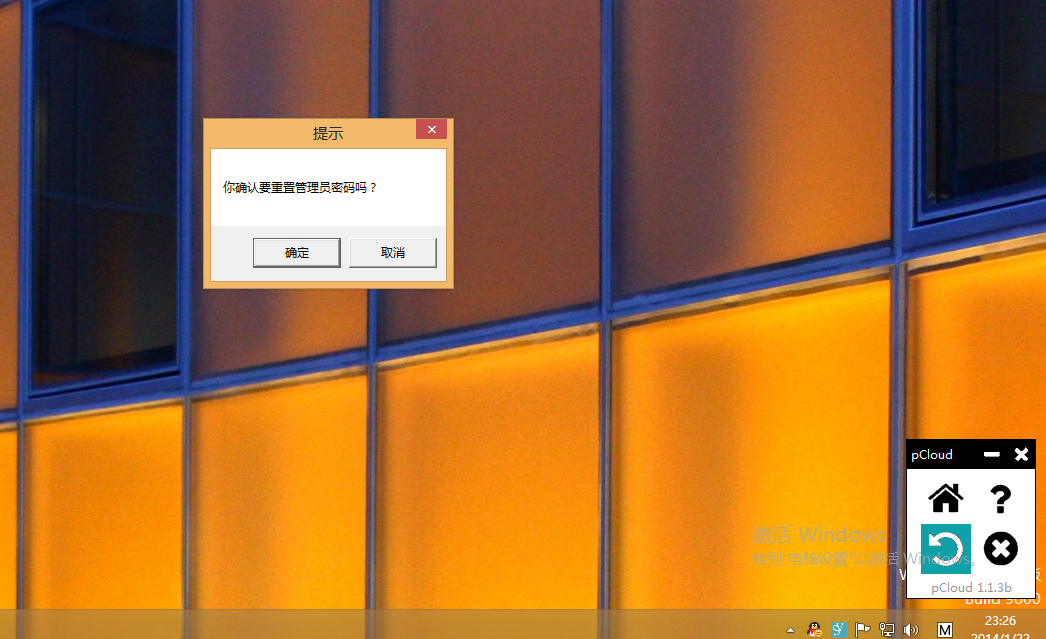 提示
你确认要重置管理员密码吗？
确定
取消
pCloud
激活 Windows
转到"电脑设置"以激活 Windows。
pCloud 1.1.3b
Build 9600
23:26
2014/1/22